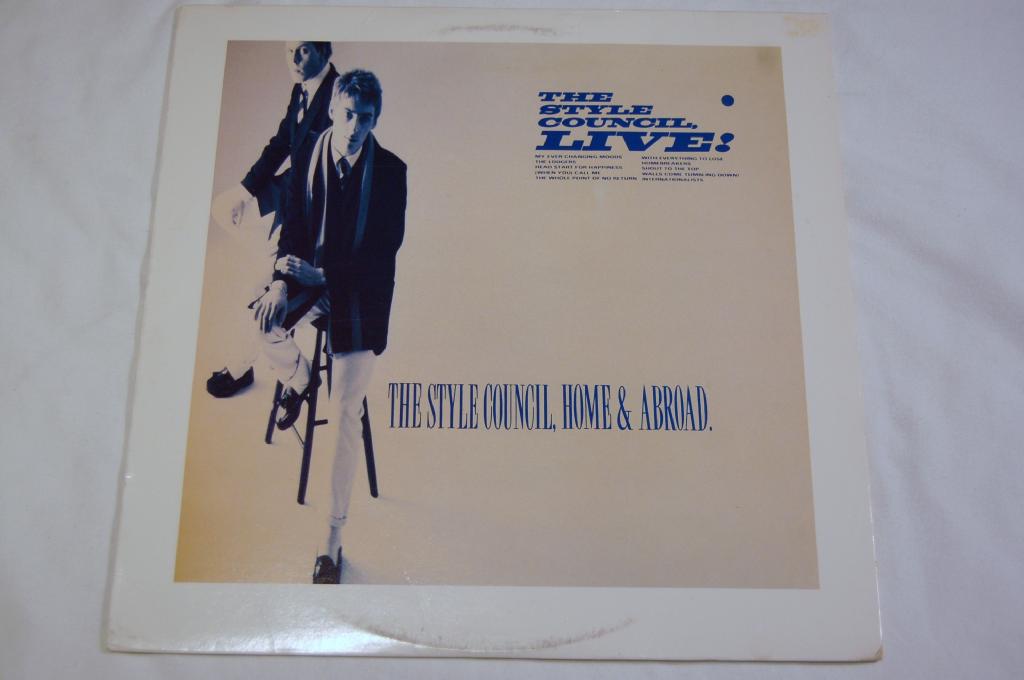 THE
STYLE
COUNCIL,
LIVE!
MY EVER CHANGING MOODS
THE LODGERS
HEAD START FOR HAPPINESS
(WHEN YOU) CALL ME
THE WHOLE POINT OF NO RETURN
WITH EVERYTHING TO LOSE
HOMEBREAKERS
SHOUT TO THE TOP
WALLS COME TUMBLING DOWN!
INTERNATIONALISTS
THE STYLE COUNCIL, HOME & ABROAD.